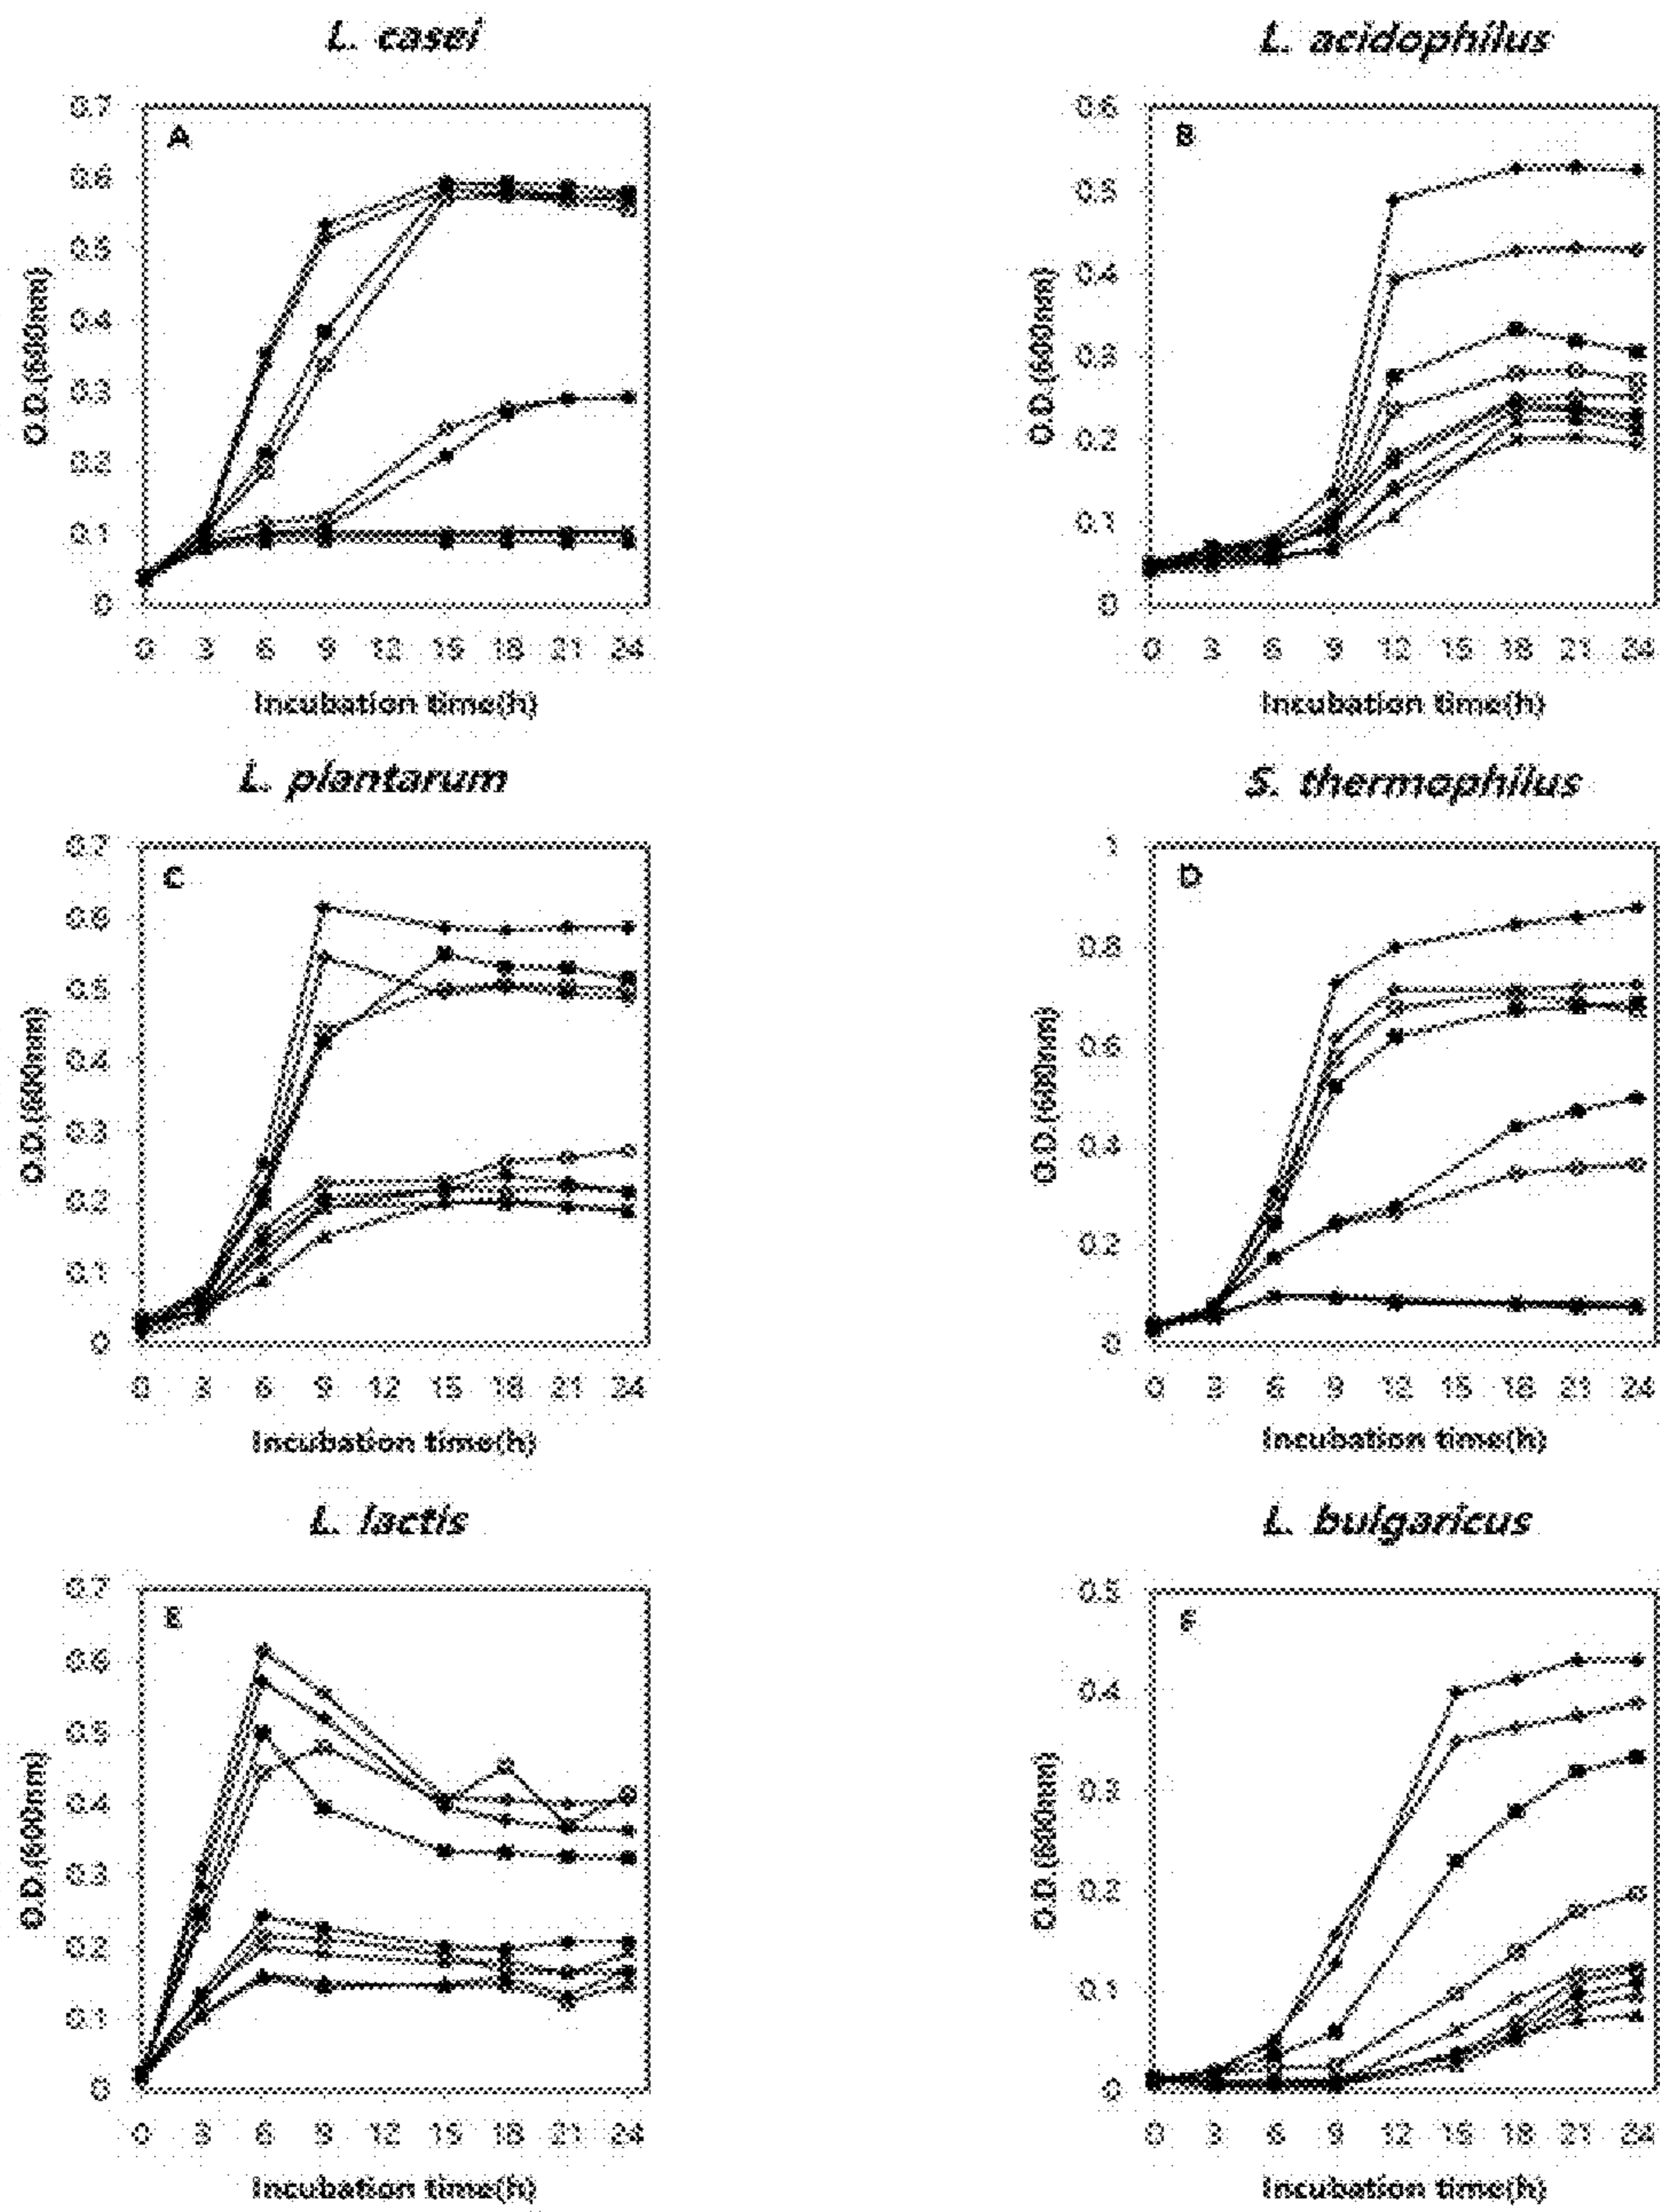 L. casei
A
O.D.(600nm)
0.7
0.6
0.5
0.4
0.3
0.2
0.1
0
0 3 6 9 12 15 18 21 24
Incubation time(h)
L. acidophilus
B
O.D.(600nm)
0.6
0.5
0.4
0.3
0.2
0.1
0
0 3 6 9 12 15 18 21 24
Incubation time(h)
L. plantarum
C
O.D.(600nm)
0.7
0.6
0.5
0.4
0.3
0.2
0.1
0
0 3 6 9 12 15 18 21 24
Incubation time(h)
S. thermophilus
D
O.D.(600nm)
1
0.8
0.6
0.4
0.2
0
0 3 6 9 12 15 18 21 24
Incubation time(h)
L. lactis
E
O.D.(600nm)
0.7
0.6
0.5
0.4
0.3
0.2
0.1
0
0 3 6 9 12 15 18 21 24
Incubation time(h)
L. bulgaricus
F
O.D.(600nm)
0.5
0.4
0.3
0.2
0.1
0
0 3 6 9 12 15 18 21 24
Incubation time(h)